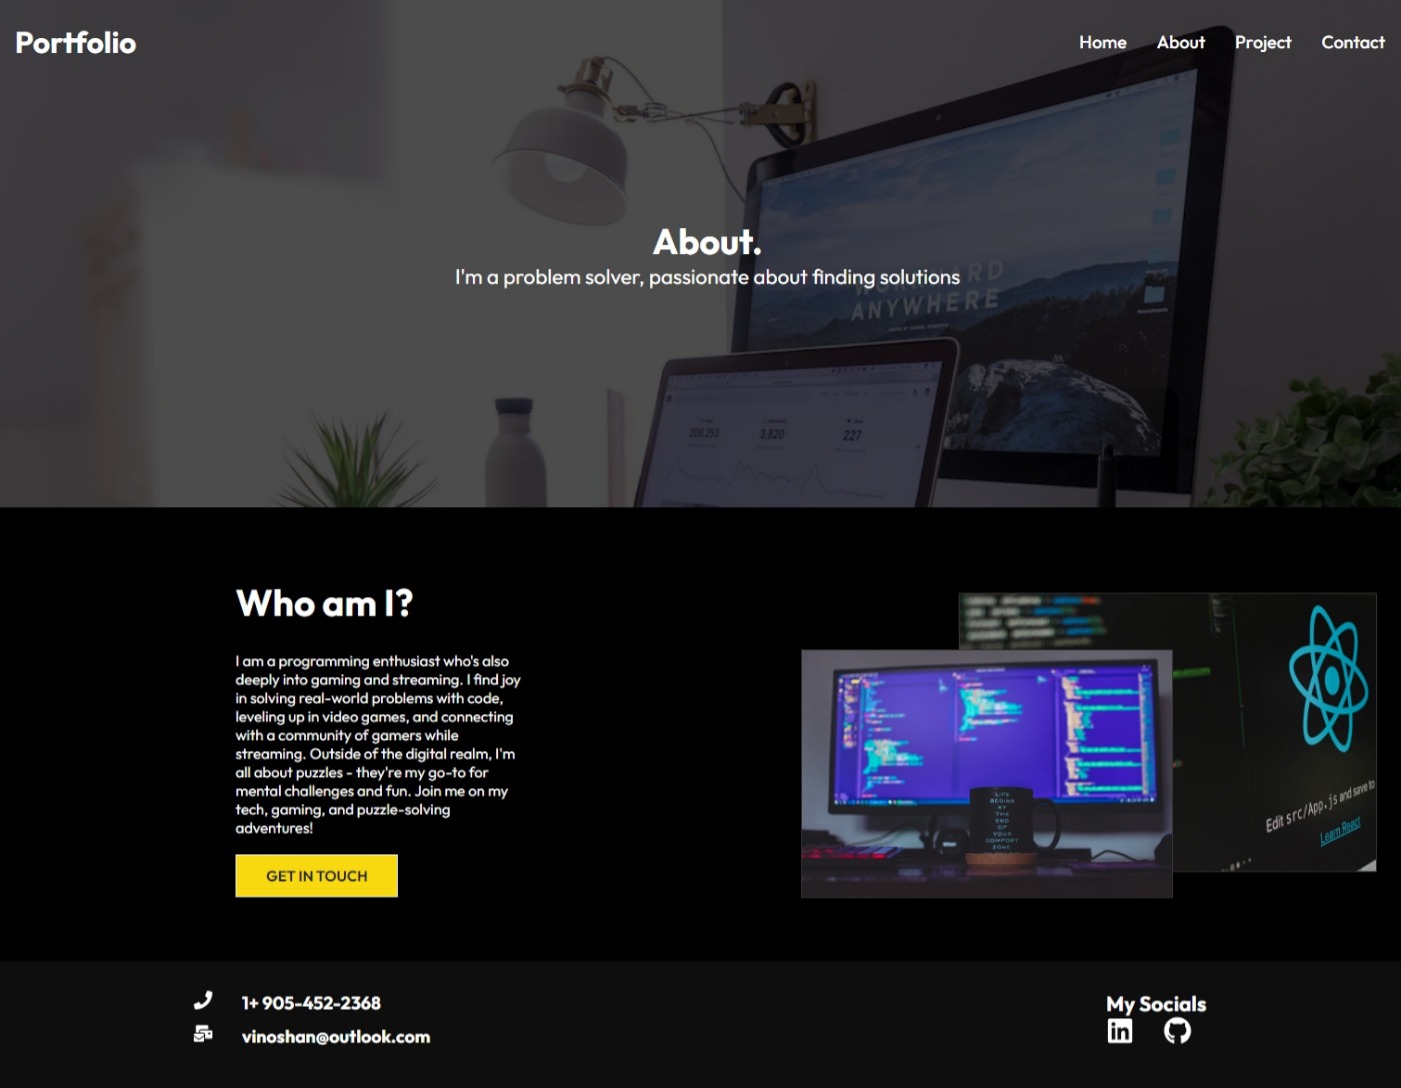 Portfolio
Home About Project Contact
About.
I'm a problem solver, passionate about finding solutions
ANYWHERE
206,253 3,820 227
Who am I?
I am a programming enthusiast who's also
deeply into gaming and streaming. I find joy
in solving real-world problems with code,
leveling up in video games, and connecting
with a community of gamers while
streaming. Outside of the digital realm, I'm
all about puzzles - they're my go-to for
mental challenges and fun. Join me on my
tech, gaming, and puzzle-solving
adventures!
GET IN TOUCH
LIFE
BEGINS
AT
THE
END
OF
YOUR
COMFORT
ZONE
Edit src/App.js and save to
Learn React
1+ 905-452-2368
vinoshan@outlook.com
My Socials
in